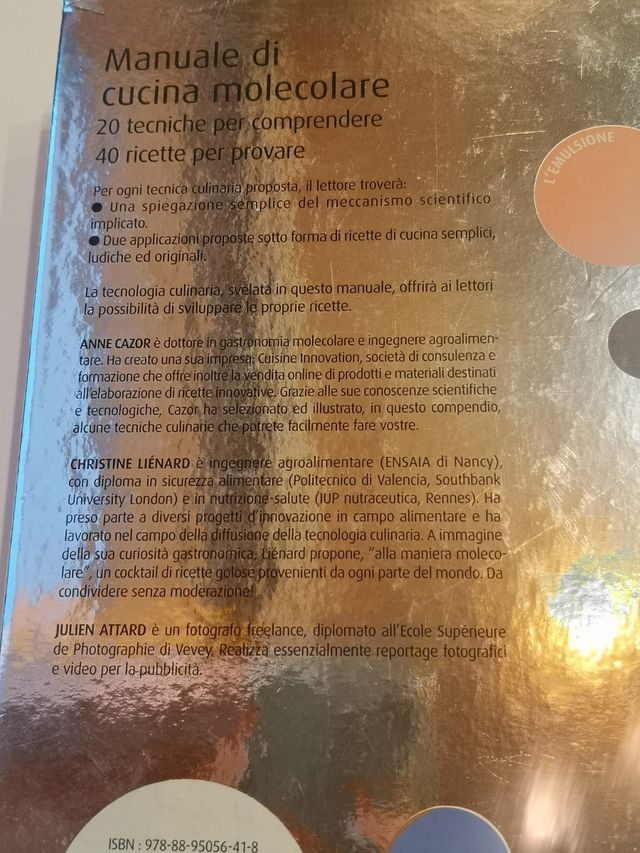 Manuale di
cucina molecolare
20 tecniche per comprendere
40 ricette per provare
L'EMULSIONE
Per ogni tecnica culinaria proposta, il lettore troverà:
● Una spiegazione semplice del meccanismo scientifico
implicato.
● Due applicazioni proposte sotto forma di ricette di cucina semplici,
ludiche ed originali.
La tecnologia culinaria, svelata in questo manuale, offrirà ai lettori
la possibilità di sviluppare le proprie ricette.
ANNE CAZOR è dottore in gastronomia molecolare e ingegnere agroalimen-
tare. Ha creato una sua impresa: Cuisine Innovation, società di consulenza e
formazione che offre inoltre la vendita online di prodotti e materiali destinati
all'elaborazione di ricette innovative. Grazie alle sue conoscenze scientifiche
e tecnologiche, Cazor ha selezionato ed illustrato, in questo compendio,
alcune tecniche culinarie che potrete facilmente fare vostre.
CHRISTINE LIÉNARD è ingegnere agroalimentare (ENSAIA di Nancy),
con diploma in sicurezza alimentare (Politecnico di Valencia, Southbank
University London) e in nutrizione-salute (IUP nutraceutica, Rennes). Ha
preso parte a diversi progetti d'innovazione in campo alimentare e ha
lavorato nel campo della diffusione della tecnologia culinaria. A immagine
della sua curiosità gastronomica, Liénard propone, "alla maniera moleco-
lare", un cocktail di ricette golose provenienti da ogni parte del mondo. Da
condividere senza moderazione!
JULIEN ATTARD è un fotografo freelance, diplomato all'Ecole Supérieure
de Photographie di Vevey. Realizza essenzialmente reportage fotografici
e video per la pubblicità.
ISBN : 978-88-95056-41-8